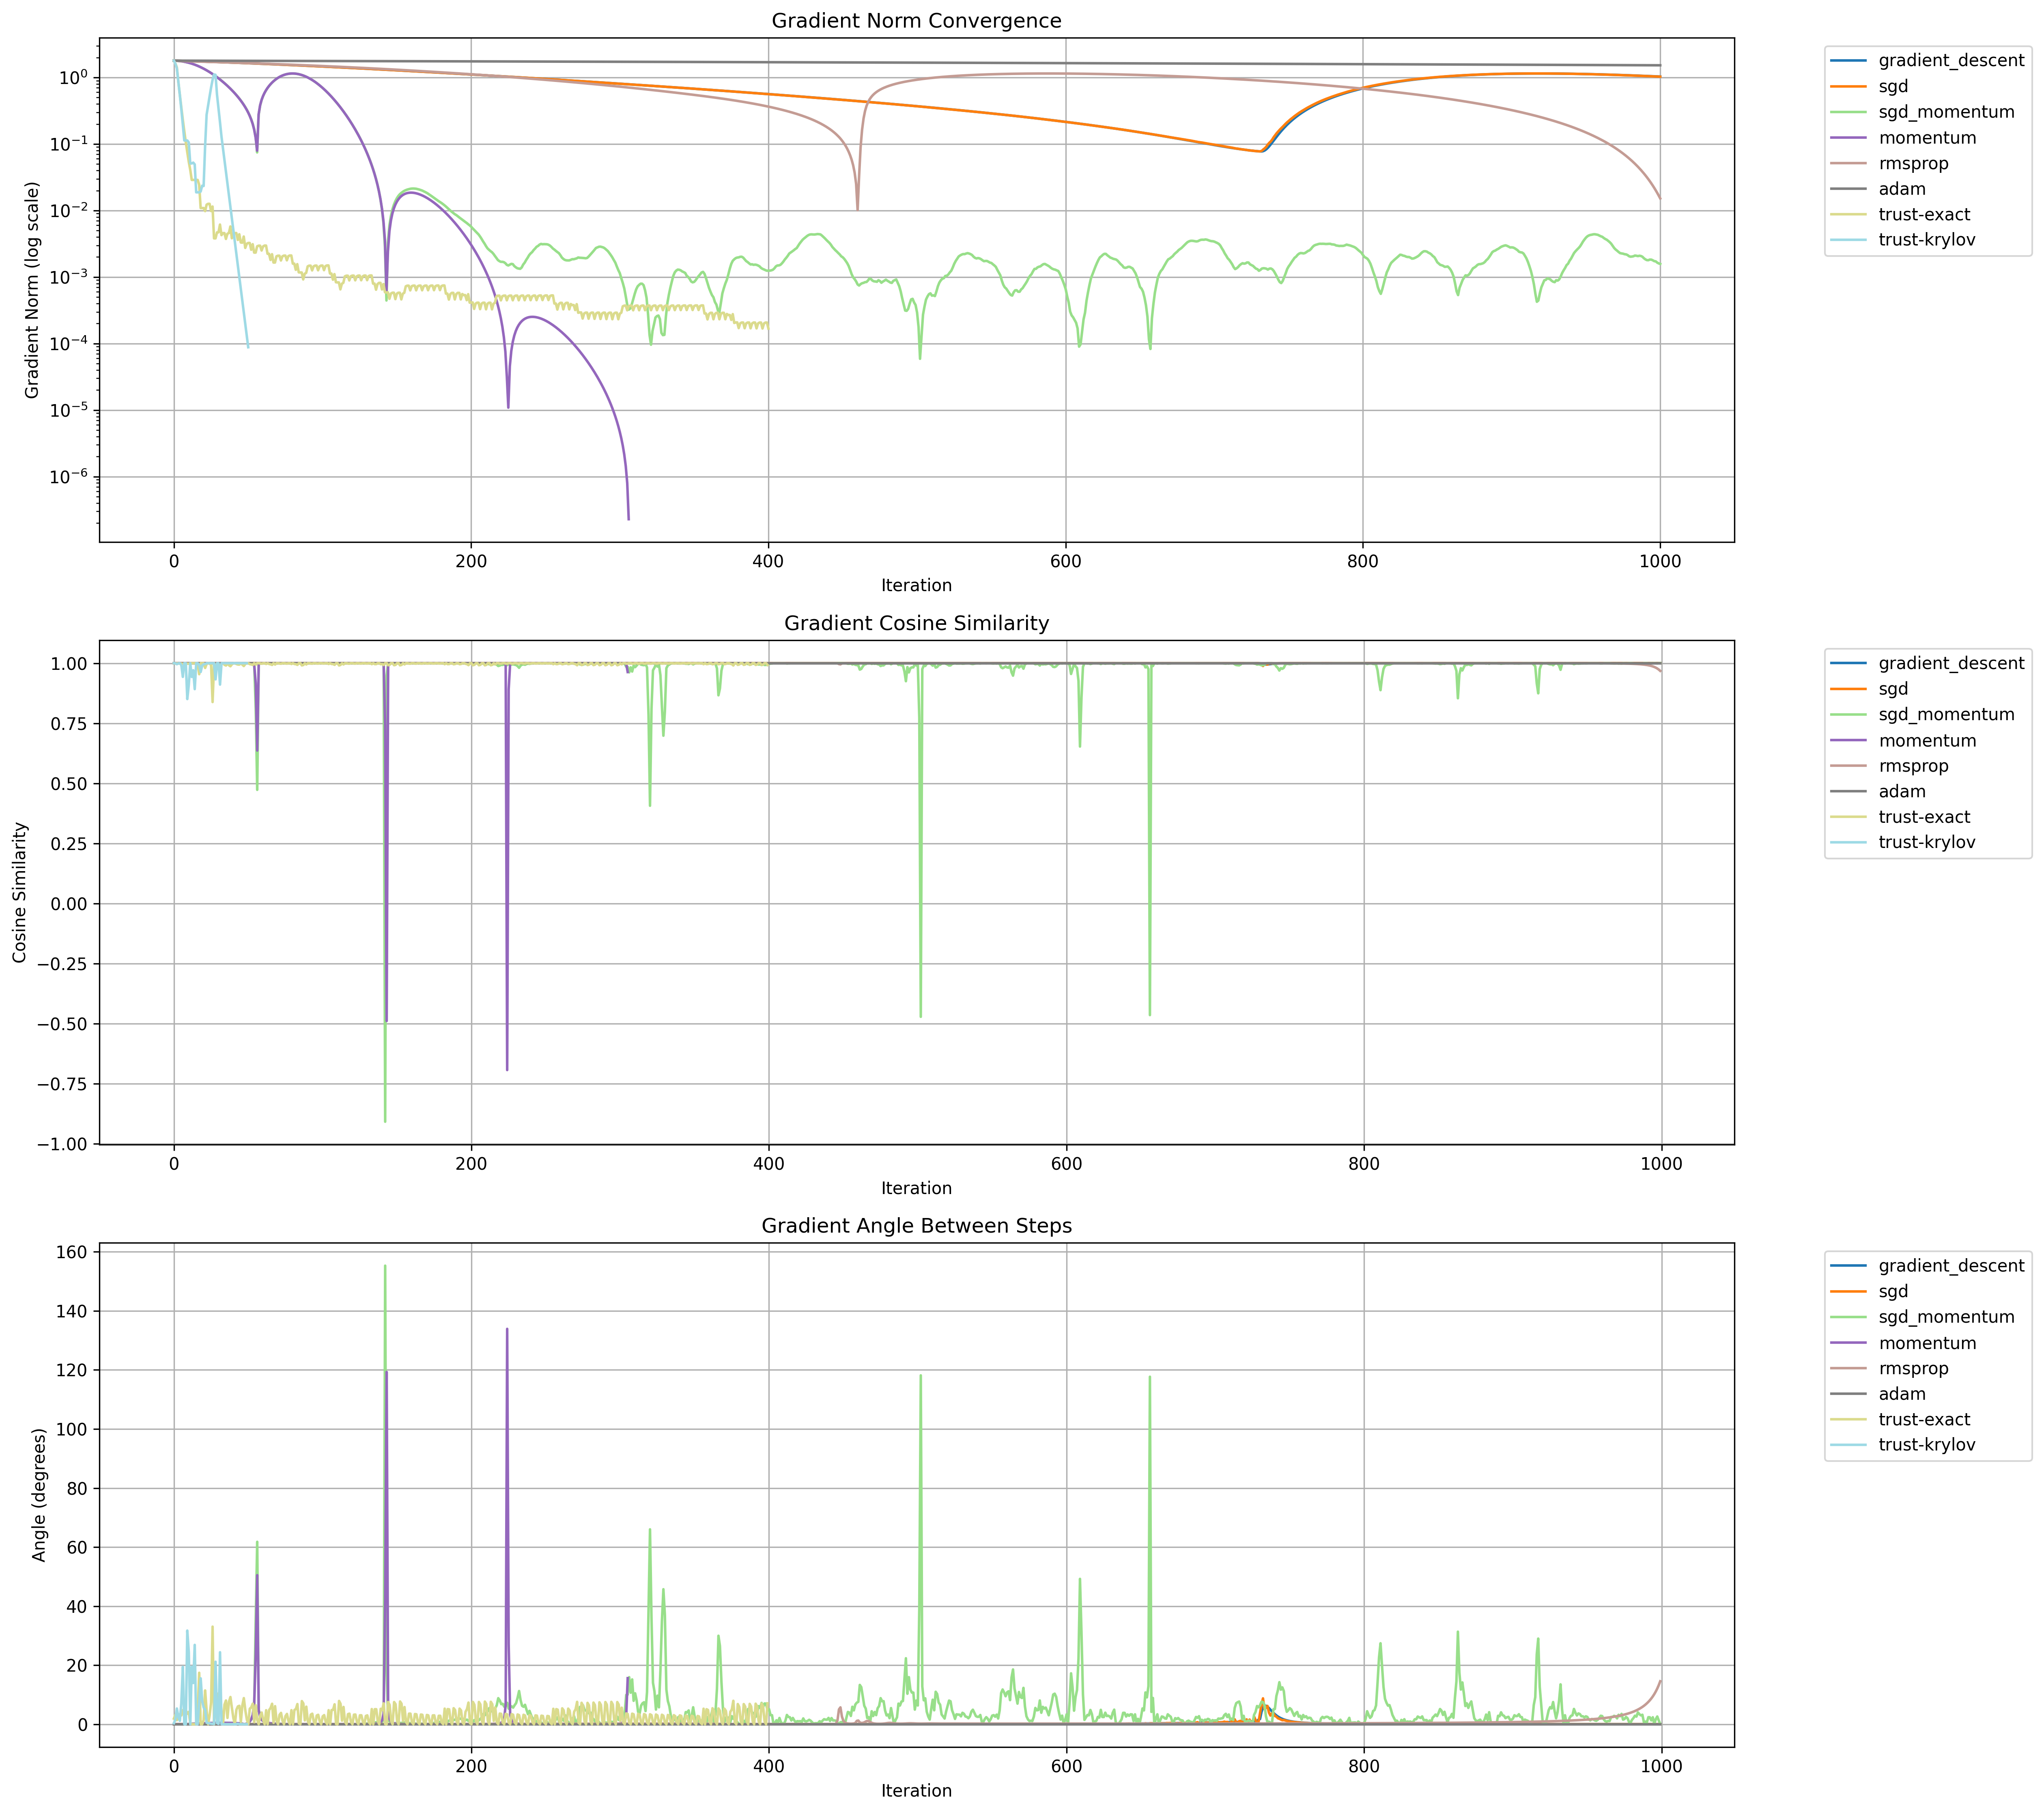 Gradient Norm Convergence
Gradient Norm (log scale)
10⁰
10⁻¹
10⁻²
10⁻³
10⁻⁴
10⁻⁵
10⁻⁶
0 200 400 600 800 1000
Iteration
gradient_descent
sgd
sgd_momentum
momentum
rmsprop
adam
trust-exact
trust-krylov
Gradient Cosine Similarity
Cosine Similarity
1.00
0.75
0.50
0.25
0.00
−0.25
−0.50
−0.75
−1.00
0 200 400 600 800 1000
Iteration
gradient_descent
sgd
sgd_momentum
momentum
rmsprop
adam
trust-exact
trust-krylov
Gradient Angle Between Steps
Angle (degrees)
160
140
120
100
80
60
40
20
0
0 200 400 600 800 1000
Iteration
gradient_descent
sgd
sgd_momentum
momentum
rmsprop
adam
trust-exact
trust-krylov